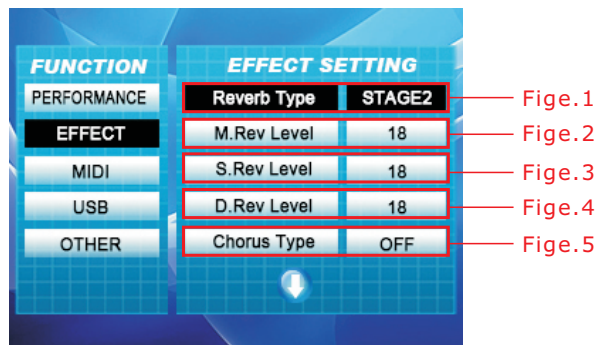 FUNCTION
PERFORMANCE
EFFECT
MIDI
USB
OTHER
EFFECT SETTING
Reverb Type STAGE2
M.Rev Level 18
S.Rev Level 18
D.Rev Level 18
Chorus Type OFF
Fige.1
Fige.2
Fige.3
Fige.4
Fige.5